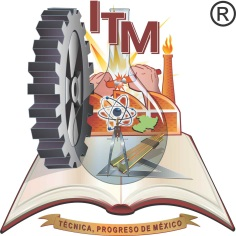 ITM
®
TÉCNICA, PROGRESO DE MÉXICO